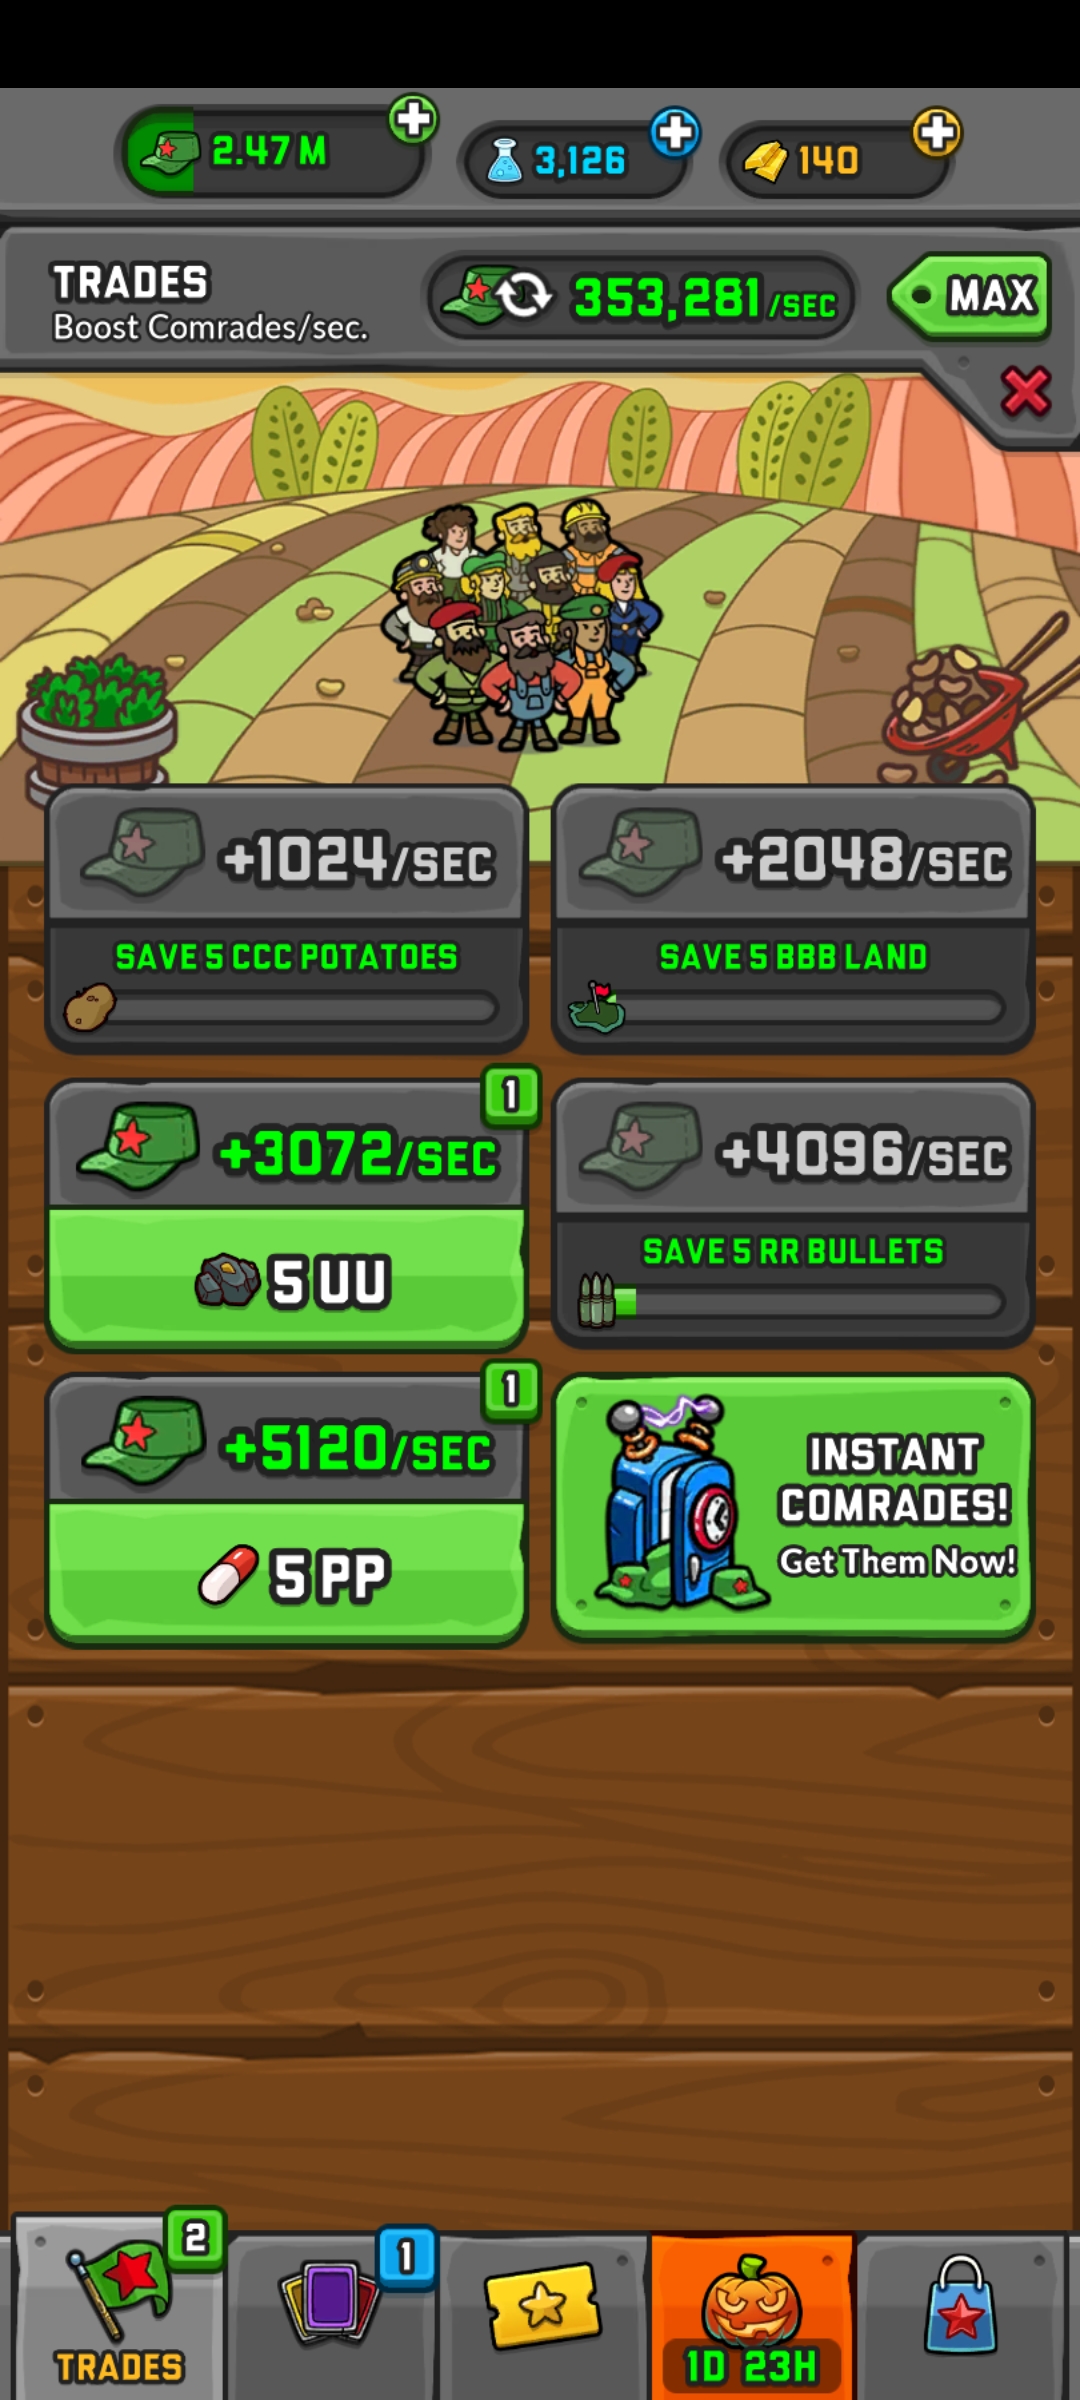 2.47 M
3,126
140
TRADES
Boost Comrades/sec.
353,281/SEC
MAX
+1024/SEC
+2048/SEC
SAVE 5 CCC POTATOES
SAVE 5 BBB LAND
1
+3072/SEC
+4096/SEC
5 UU
SAVE 5 RR BULLETS
1
+5120/SEC
INSTANT
COMRADES!
Get Them Now!
5 PP
2
1
TRADES
1D 23H